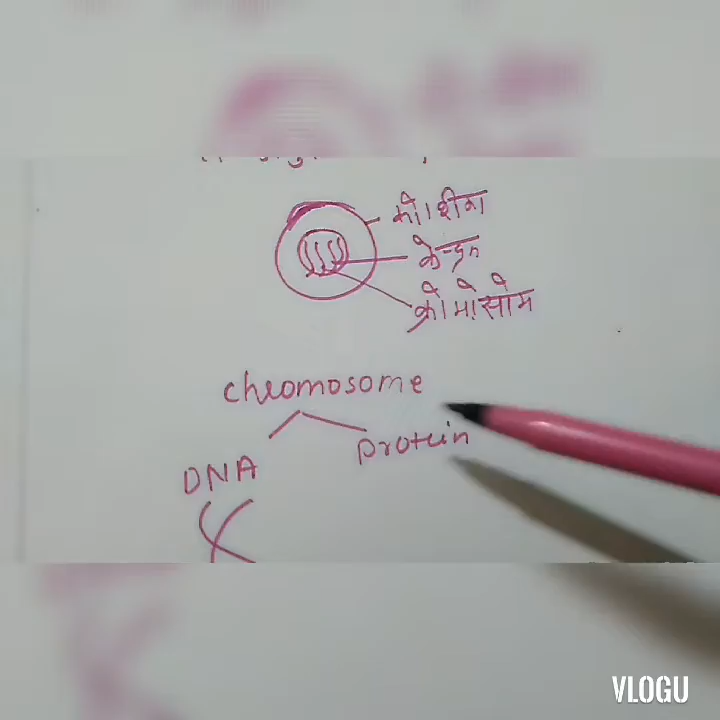 कोशिका
केन्द्रक
क्रोमोसोम
chromosome
DNA protein
VLOGU